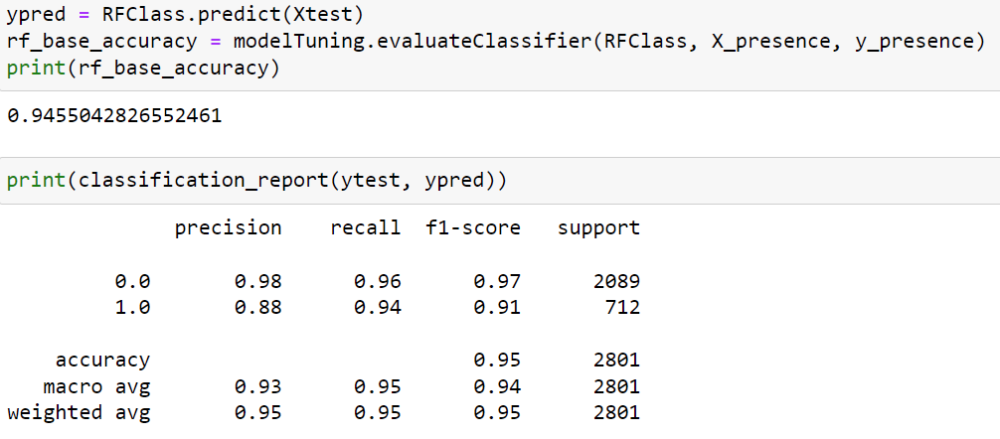 ypred = RFClass.predict(Xtest)
rf_base_accuracy = modelTuning.evaluateClassifier(RFClass, X_presence, y_presence)
print(rf_base_accuracy)
0.9455042826552461
print(classification_report(ytest, ypred))
precision recall f1-score support
0.0 0.98 0.96 0.97 2089
1.0 0.88 0.94 0.91 712
accuracy 0.95 2801
macro avg 0.93 0.95 0.94 2801
weighted avg 0.95 0.95 0.95 2801